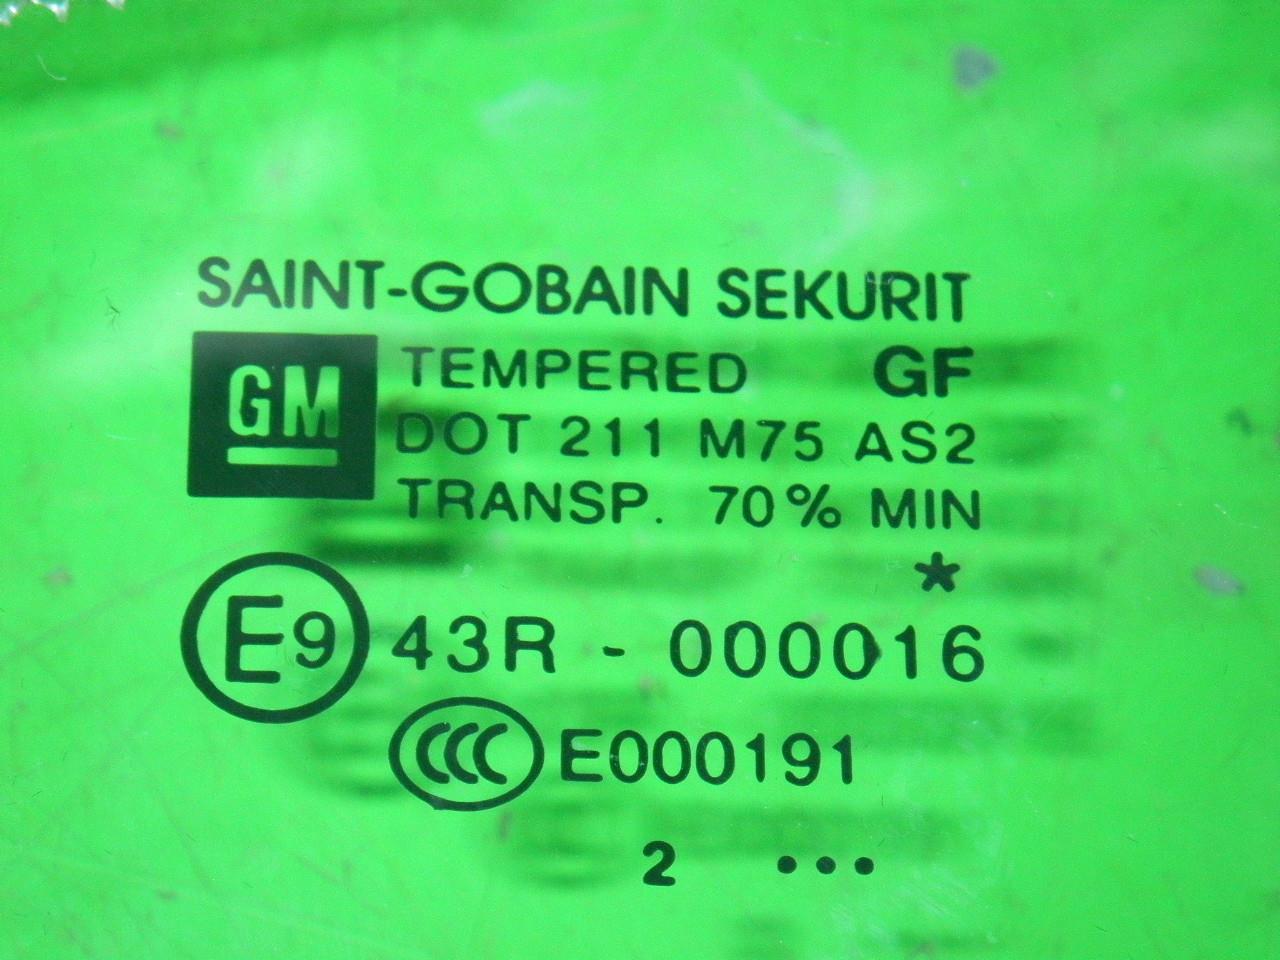 SAINT-GOBAIN SEKURIT
GM TEMPERED GF
DOT 211 M75 AS2
TRANSP. 70% MIN
*
E9 43R - 000016
CCC E000191
2 •••